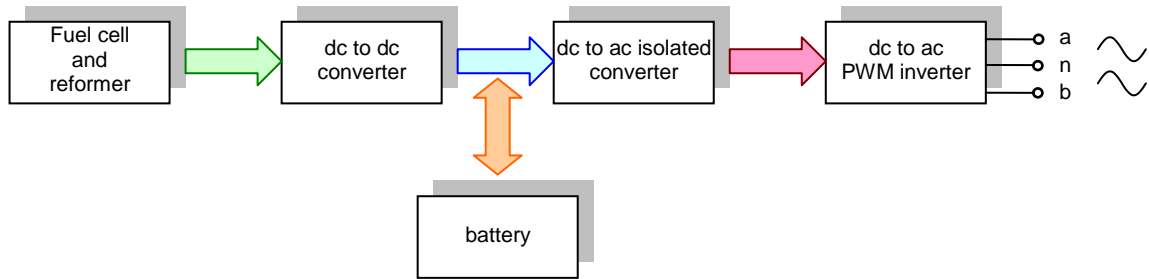 Fuel cell
and
reformer
dc to dc
converter
dc to ac isolated
converter
dc to ac
PWM inverter
a
n
b
battery